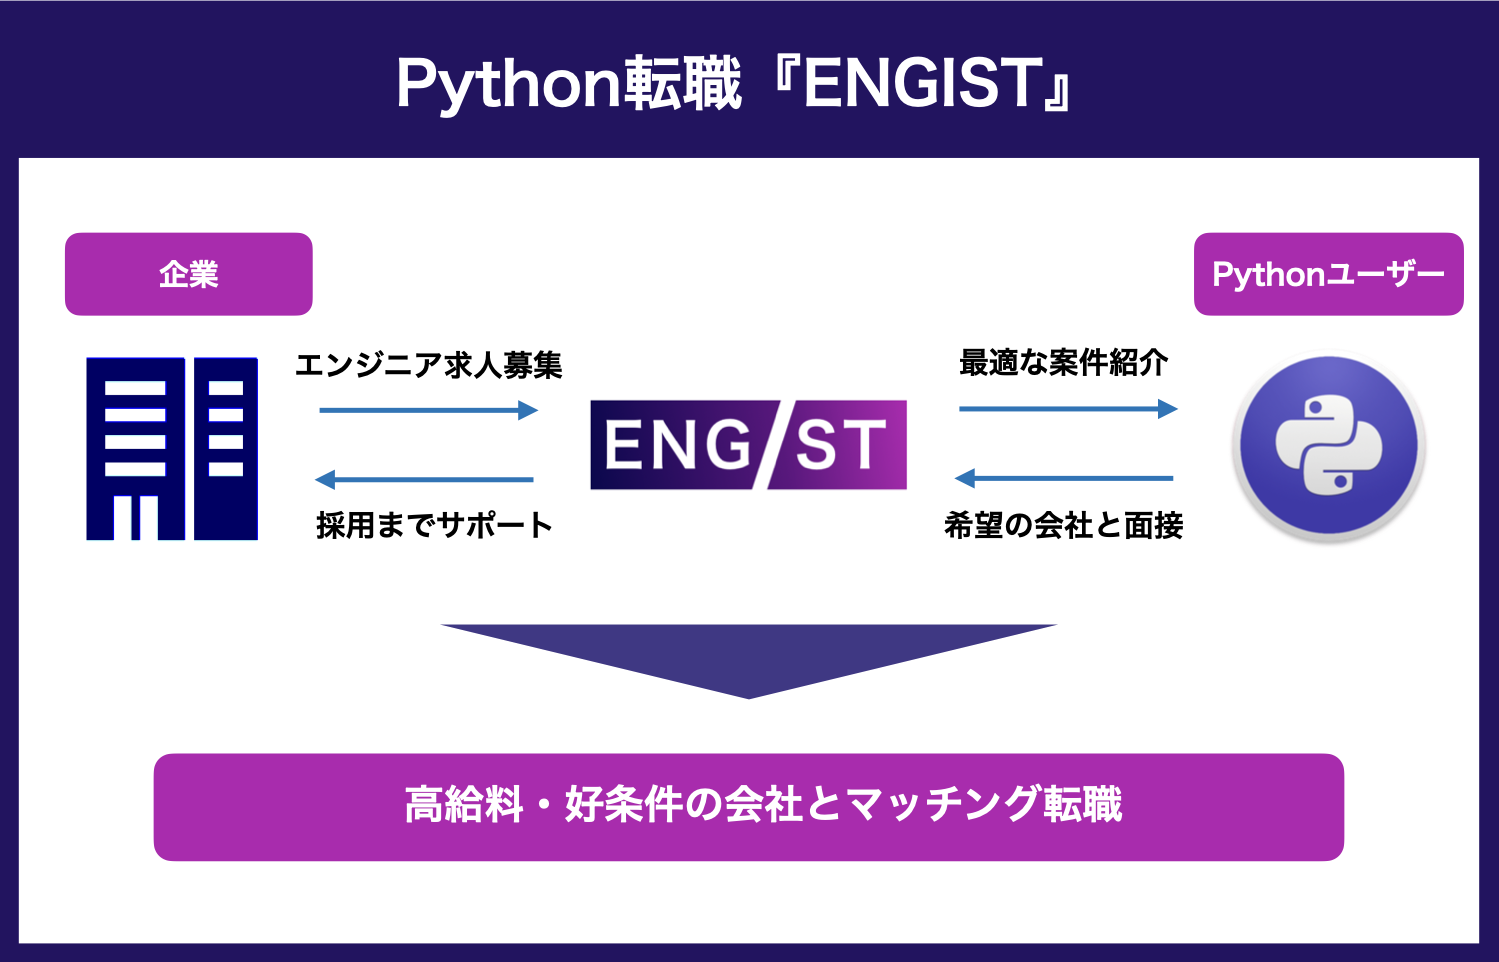 Python転職『ENGIST』
企業
Pythonユーザー
エンジニア求人募集
最適な案件紹介
ENG/ST
採用までサポート
希望の会社と面接
高給料・好条件の会社とマッチング転職